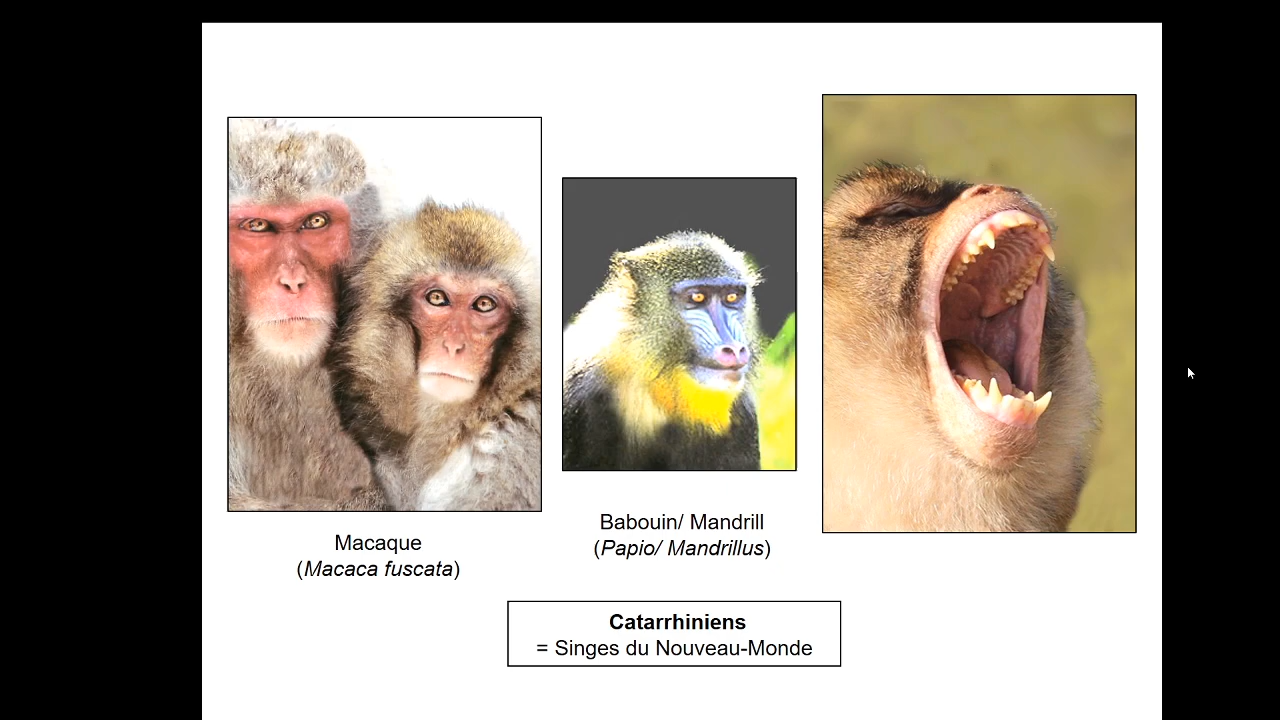 Macaque
(Macaca fuscata)
Babouin/ Mandrill
(Papio/ Mandrillus)
Catarrhiniens
= Singes du Nouveau-Monde